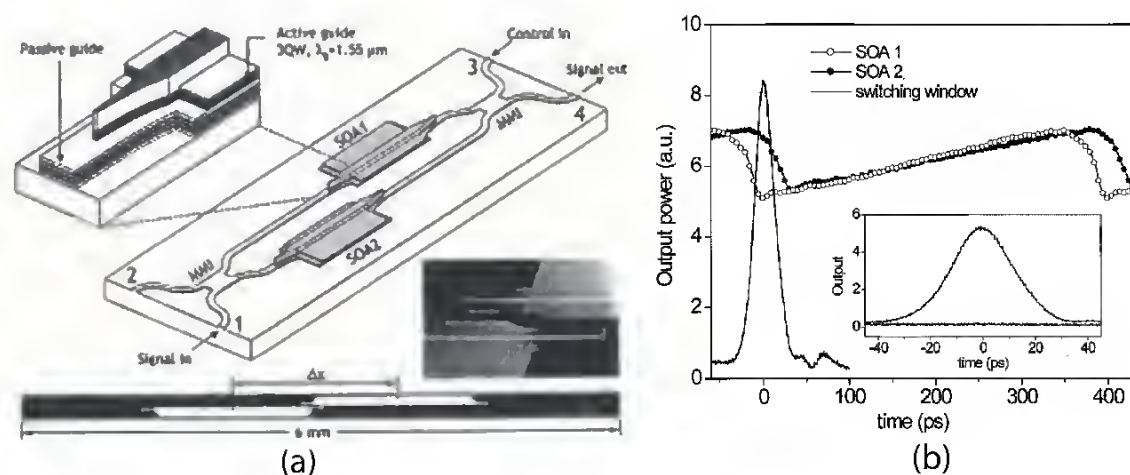 Passive guide
Active guide
3QW, λg=1.55 μm
Control in
3
Signal out
4
MMI
SOA1
SOA2
MMI
2
1
Signal in
Δx
6 mm
(a)
b)
10
8
6
4
2
0
Output power (a.u.)
SOA 1
SOA 2
switching window
6
4
2
0
Output
-40 -20 0 20 40
time (ps)
0 100 200 300 400
time (ps)
(b)